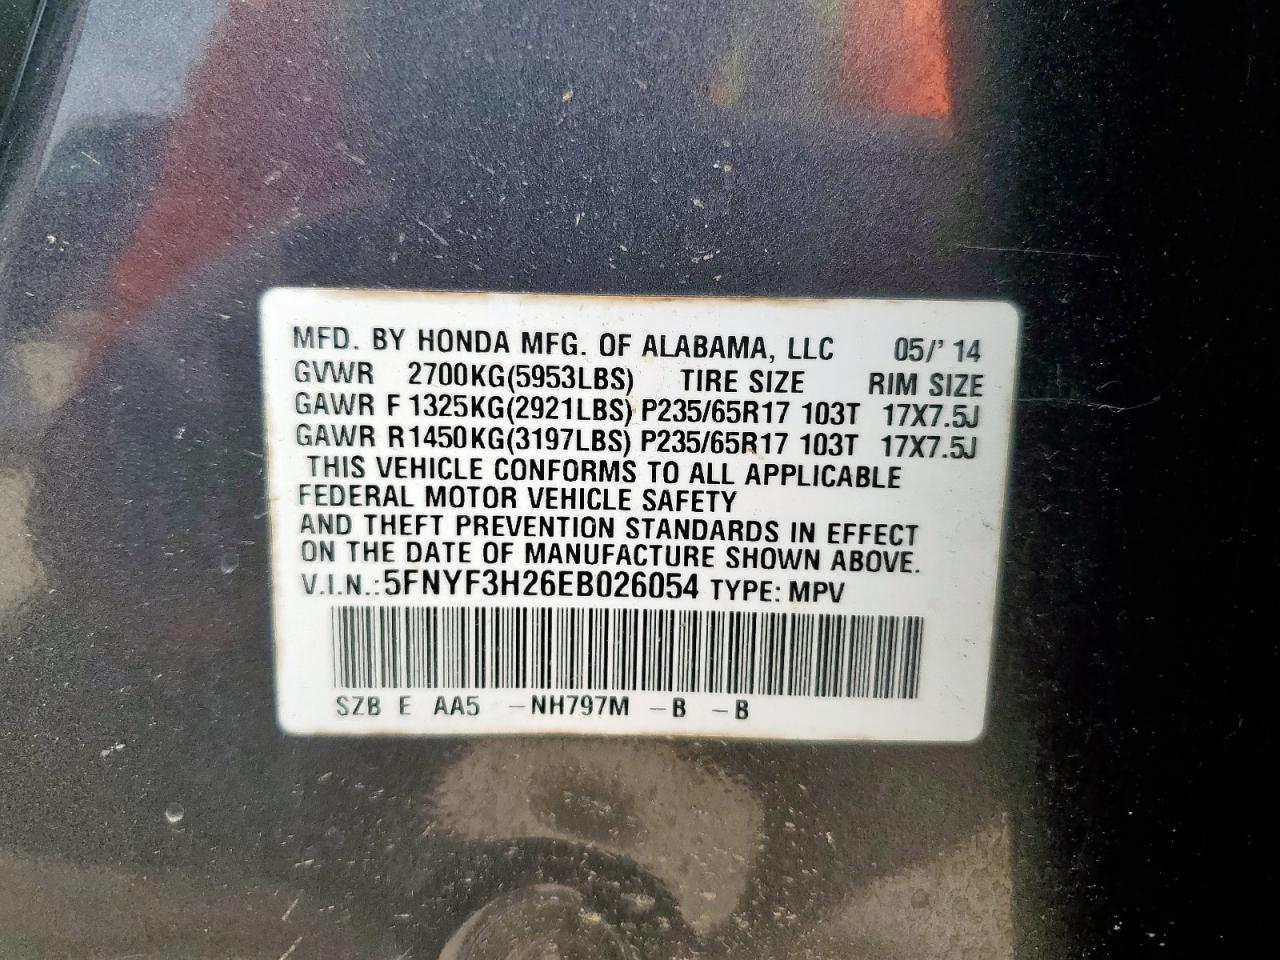 MFD. BY HONDA MFG. OF ALABAMA, LLC 05/' 14
GVWR 2700KG(5953LBS) TIRE SIZE RIM SIZE
GAWR F 1325KG(2921LBS) P235/65R17 103T 17X7.5J
GAWR R1450KG(3197LBS) P235/65R17 103T 17X7.5J
THIS VEHICLE CONFORMS TO ALL APPLICABLE
FEDERAL MOTOR VEHICLE SAFETY
AND THEFT PREVENTION STANDARDS IN EFFECT
ON THE DATE OF MANUFACTURE SHOWN ABOVE.
V.I.N.:5FNYF3H26EB026054 TYPE: MPV
SZB E AA5 -NH797M -B -B